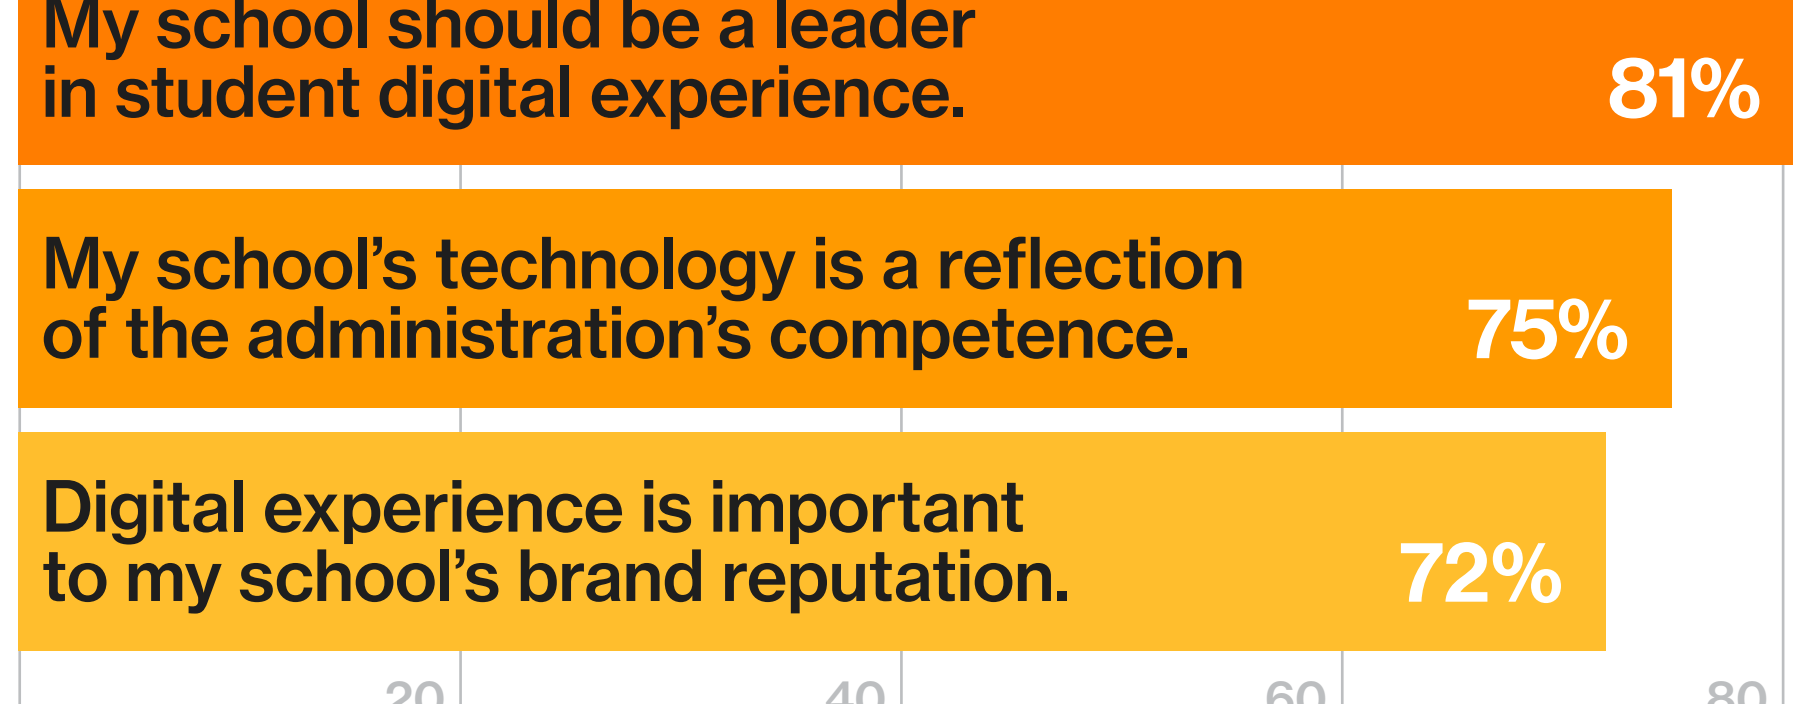 My school should be a leader
in student digital experience.
81%
My school’s technology is a reflection
of the administration’s competence.
75%
Digital experience is important
to my school’s brand reputation.
72%
20 40 60 80